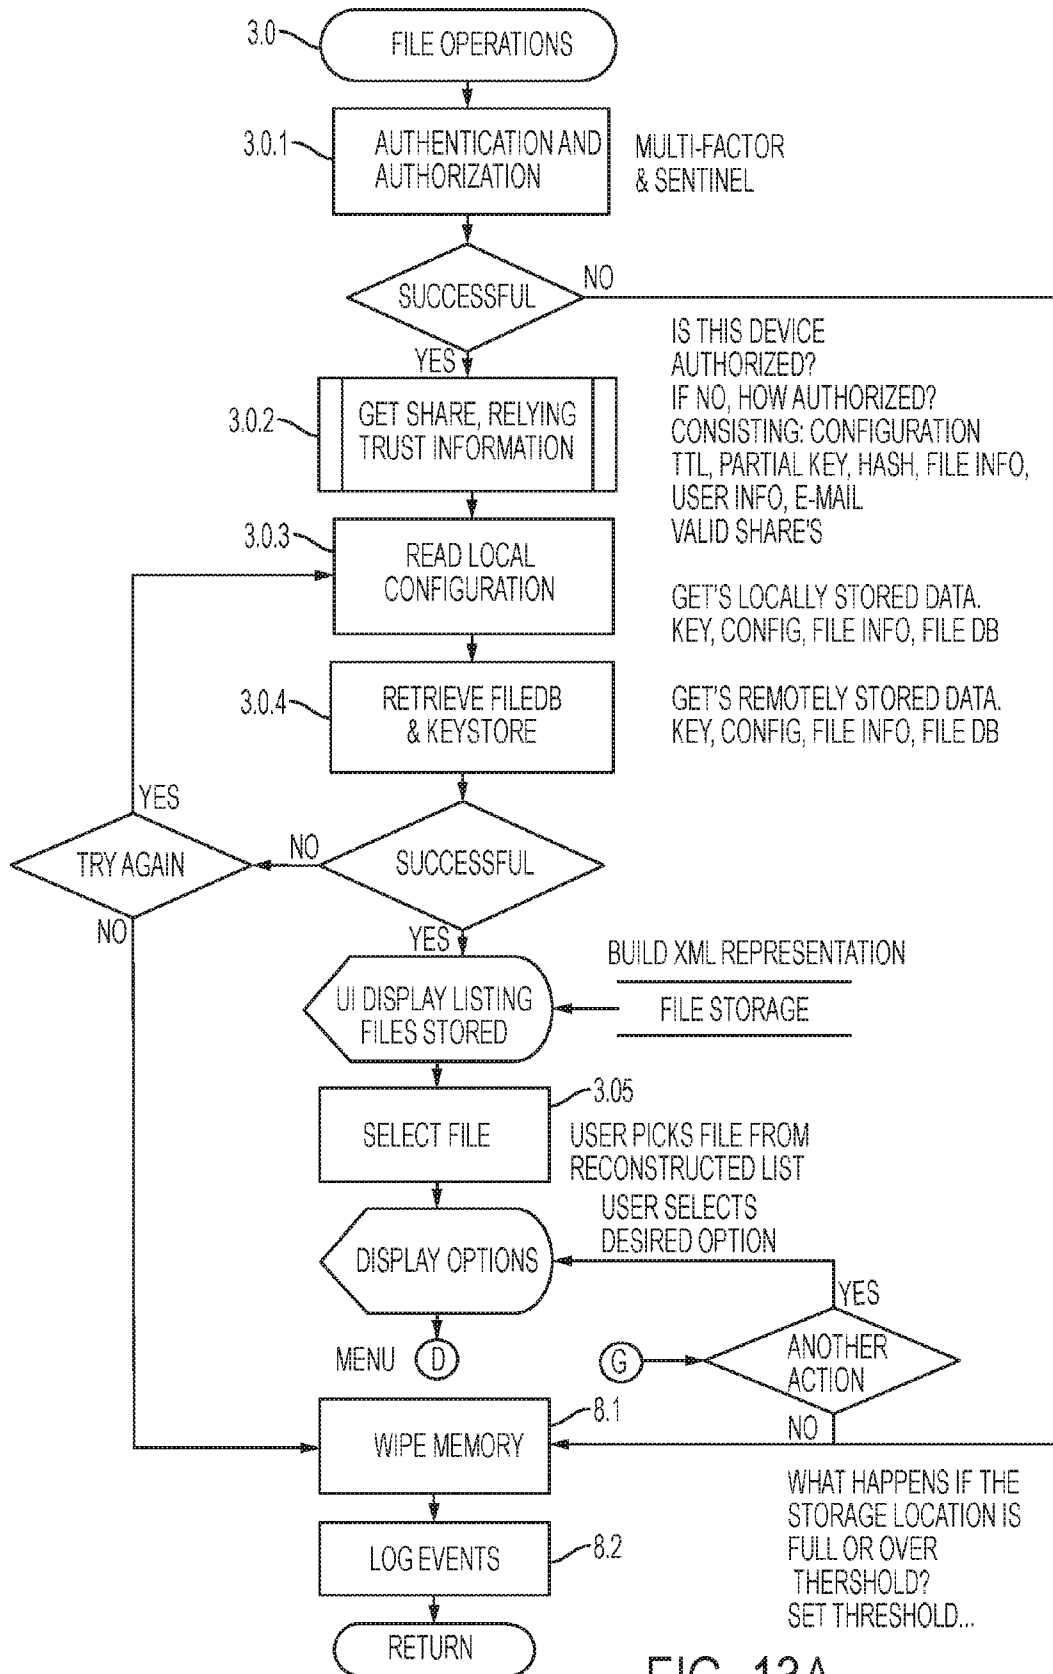 3.0
FILE OPERATIONS
3.0.1
AUTHENTICATION AND
AUTHORIZATION
MULTI-FACTOR
& SENTINEL
SUCCESSFUL
NO
YES
IS THIS DEVICE
AUTHORIZED?
IF NO, HOW AUTHORIZED?
CONSISTING: CONFIGURATION
TTL, PARTIAL KEY, HASH, FILE INFO,
USER INFO, E-MAIL
VALID SHARE'S
3.0.2
GET SHARE, RELYING
TRUST INFORMATION
3.0.3
READ LOCAL
CONFIGURATION
GET'S LOCALLY STORED DATA.
KEY, CONFIG, FILE INFO, FILE DB
3.0.4
RETRIEVE FILEDB
& KEYSTORE
GET'S REMOTELY STORED DATA.
KEY, CONFIG, FILE INFO, FILE DB
YES
TRY AGAIN
NO
NO
SUCCESSFUL
YES
UI DISPLAY LISTING
FILES STORED
BUILD XML REPRESENTATION
FILE STORAGE
3.05
SELECT FILE
USER PICKS FILE FROM
RECONSTRUCTED LIST
USER SELECTS
DESIRED OPTION
DISPLAY OPTIONS
YES
MENU
D
G
ANOTHER
ACTION
NO
8.1
WIPE MEMORY
WHAT HAPPENS IF THE
STORAGE LOCATION IS
FULL OR OVER
THERSHOLD?
SET THRESHOLD...
LOG EVENTS
8.2
RETURN
FIG. 13A